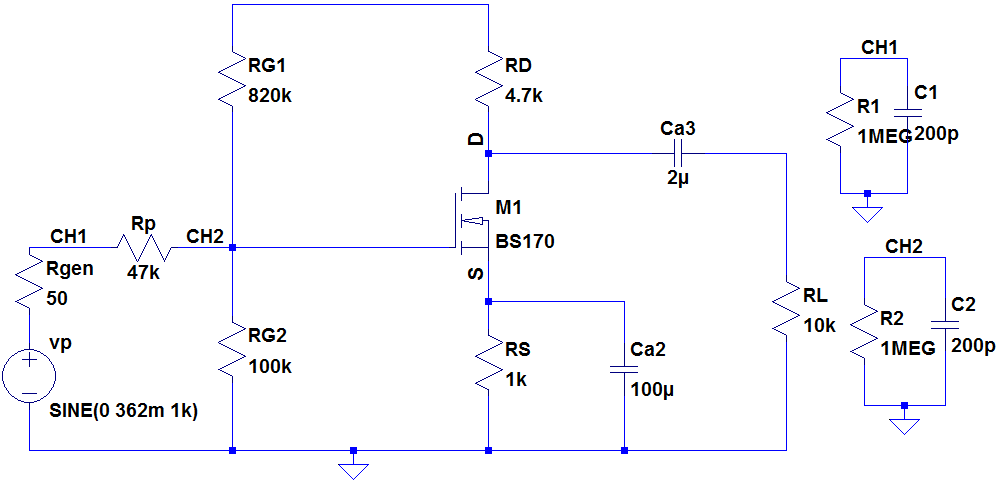 RG1
820k
RD
4.7k
D
Ca3
2µ
M1
BS170
S
CH1
Rp
47k
CH2
Rgen
50
vp
SINE(0 362m 1k)
RG2
100k
RS
1k
Ca2
100µ
RL
10k
CH1
R1
1MEG
C1
200p
CH2
R2
1MEG
C2
200p